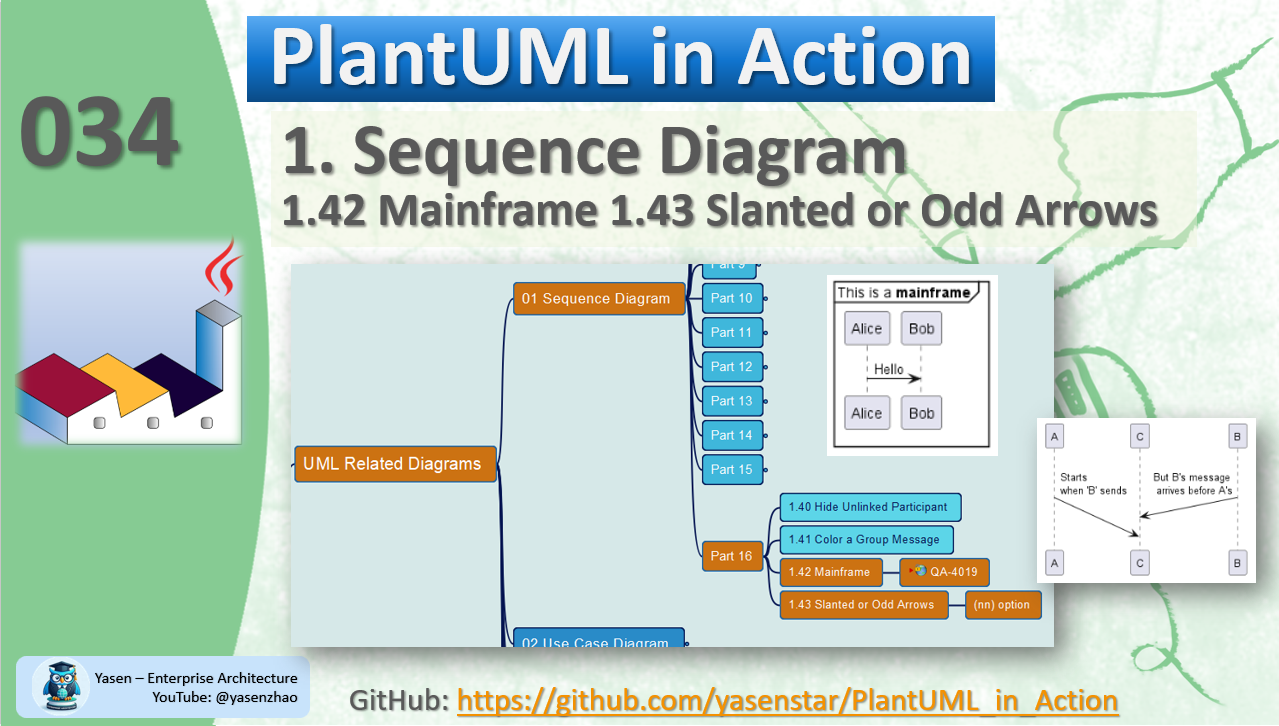 PlantUML in Action
034
1. Sequence Diagram
1.42 Mainframe 1.43 Slanted or Odd Arrows
Part 9
01 Sequence Diagram
Part 10
Part 11
Part 12
Part 13
Part 14
Part 15
UML Related Diagrams
1.40 Hide Unlinked Participant
1.41 Color a Group Message
Part 16
1.42 Mainframe
QA-4019
1.43 Slanted or Odd Arrows
(nn) option
02 Use Case Diagram
This is a mainframe
Alice Bob
Hello
Alice Bob
A C B
Starts
when 'B' sends
But B's message
arrives before A's
A C B
Yasen – Enterprise Architecture
YouTube: @yasenzhao
GitHub: https://github.com/yasenstar/PlantUML_in_Action